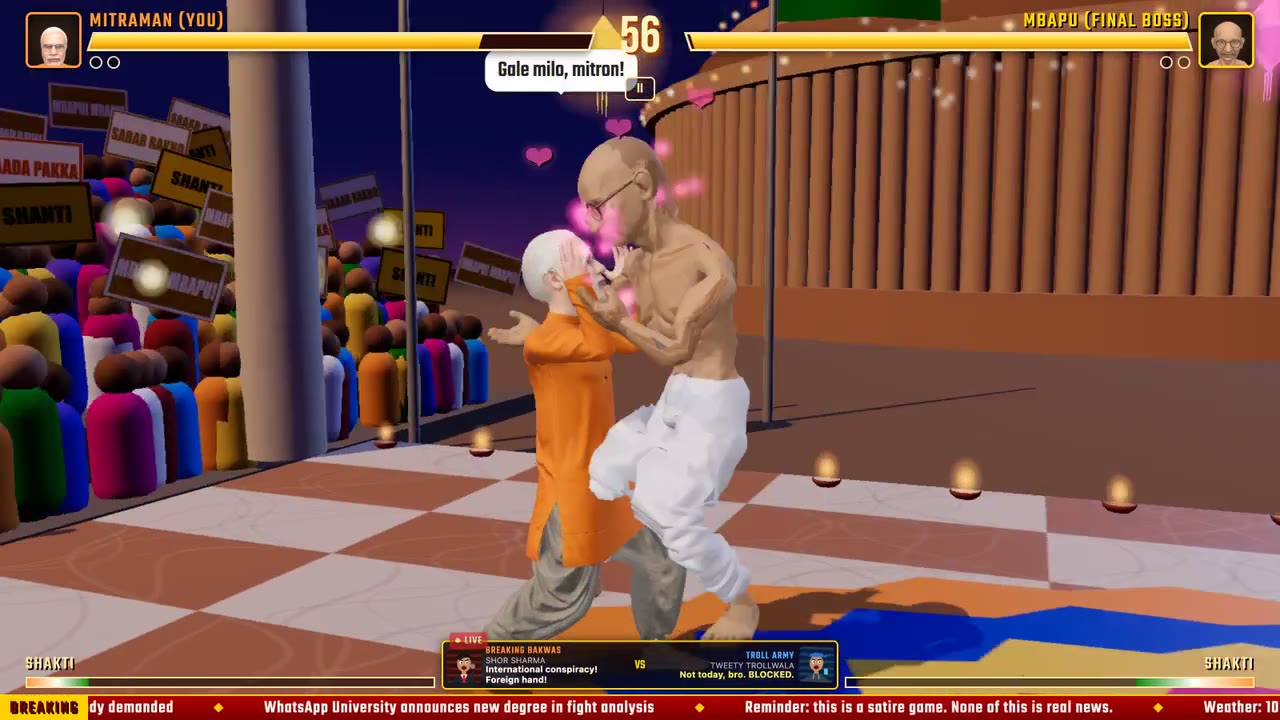 MITRAMAN (YOU)
56
MBAPU (FINAL BOSS)
Gale milo, mitron!
SABAR RAKHO
SHANTI
SHANTI
SHANTI
MBAPU MBAPU!
SHAKTI
SHAKTI
LIVE
BREAKING BAKWAS
SHOR SHARMA
International conspiracy!
Foreign hand!
VS
TROLL ARMY
TWEETY TROLLWALA
Not today, bro. BLOCKED.
BREAKING
dy demanded ◆ WhatsApp University announces new degree in fight analysis ◆ Reminder: this is a satire game. None of this is real news. ◆ Weather: 10